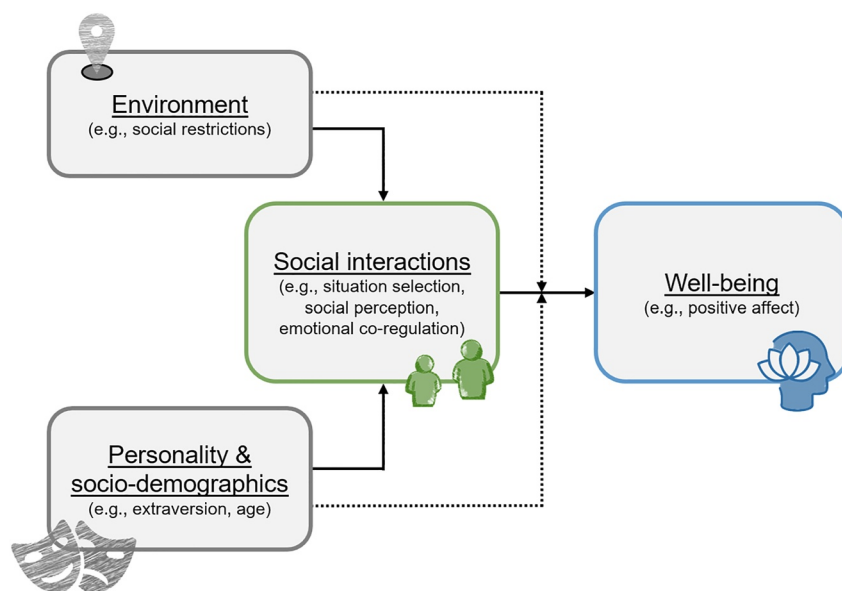 Environment
(e.g., social restrictions)
Social interactions
(e.g., situation selection,
social perception,
emotional co-regulation)
Well-being
(e.g., positive affect)
Personality &
socio-demographics
(e.g., extraversion, age)